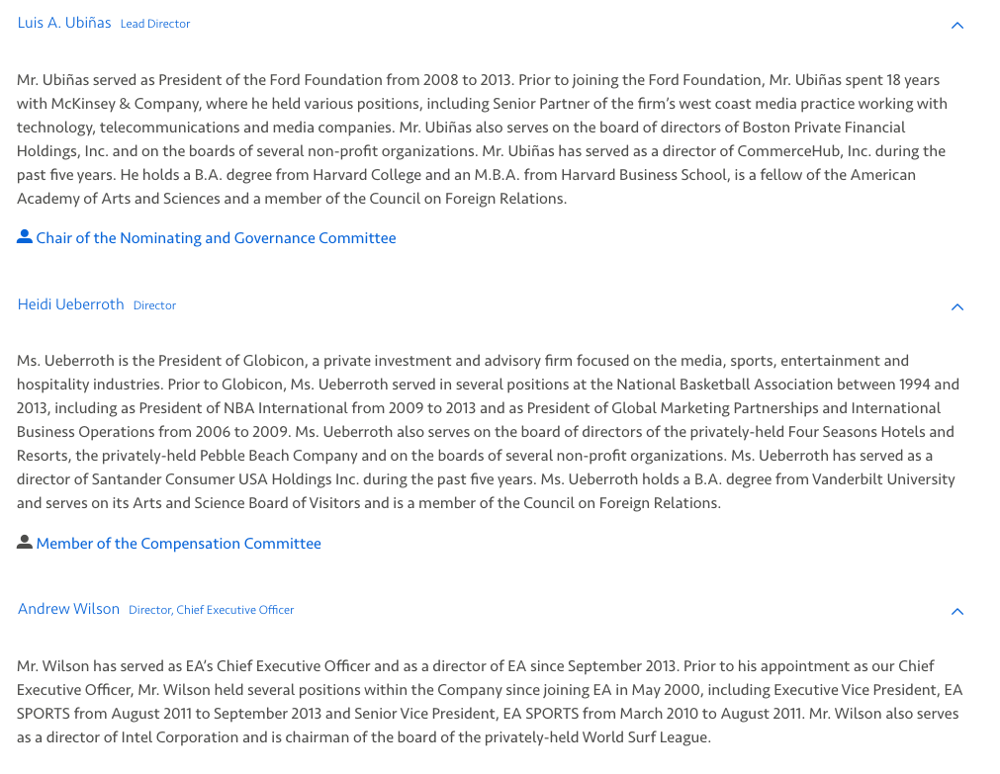 Luis A. Ubiñas Lead Director
Mr. Ubiñas served as President of the Ford Foundation from 2008 to 2013. Prior to joining the Ford Foundation, Mr. Ubiñas spent 18 years
with McKinsey & Company, where he held various positions, including Senior Partner of the firm's west coast media practice working with
technology, telecommunications and media companies. Mr. Ubiñas also serves on the board of directors of Boston Private Financial
Holdings, Inc. and on the boards of several non-profit organizations. Mr. Ubiñas has served as a director of CommerceHub, Inc. during the
past five years. He holds a B.A. degree from Harvard College and an M.B.A. from Harvard Business School, is a fellow of the American
Academy of Arts and Sciences and a member of the Council on Foreign Relations.
Chair of the Nominating and Governance Committee
Heidi Ueberroth Director
Ms. Ueberroth is the President of Globicon, a private investment and advisory firm focused on the media, sports, entertainment and
hospitality industries. Prior to Globicon, Ms. Ueberroth served in several positions at the National Basketball Association between 1994 and
2013, including as President of NBA International from 2009 to 2013 and as President of Global Marketing Partnerships and International
Business Operations from 2006 to 2009. Ms. Ueberroth also serves on the board of directors of the privately-held Four Seasons Hotels and
Resorts, the privately-held Pebble Beach Company and on the boards of several non-profit organizations. Ms. Ueberroth has served as a
director of Santander Consumer USA Holdings Inc. during the past five years. Ms. Ueberroth holds a B.A. degree from Vanderbilt University
and serves on its Arts and Science Board of Visitors and is a member of the Council on Foreign Relations.
Member of the Compensation Committee
Andrew Wilson Director, Chief Executive Officer
Mr. Wilson has served as EA's Chief Executive Officer and as a director of EA since September 2013. Prior to his appointment as our Chief
Executive Officer, Mr. Wilson held several positions within the Company since joining EA in May 2000, including Executive Vice President, EA
SPORTS from August 2011 to September 2013 and Senior Vice President, EA SPORTS from March 2010 to August 2011. Mr. Wilson also serves
as a director of Intel Corporation and is chairman of the board of the privately-held World Surf League.